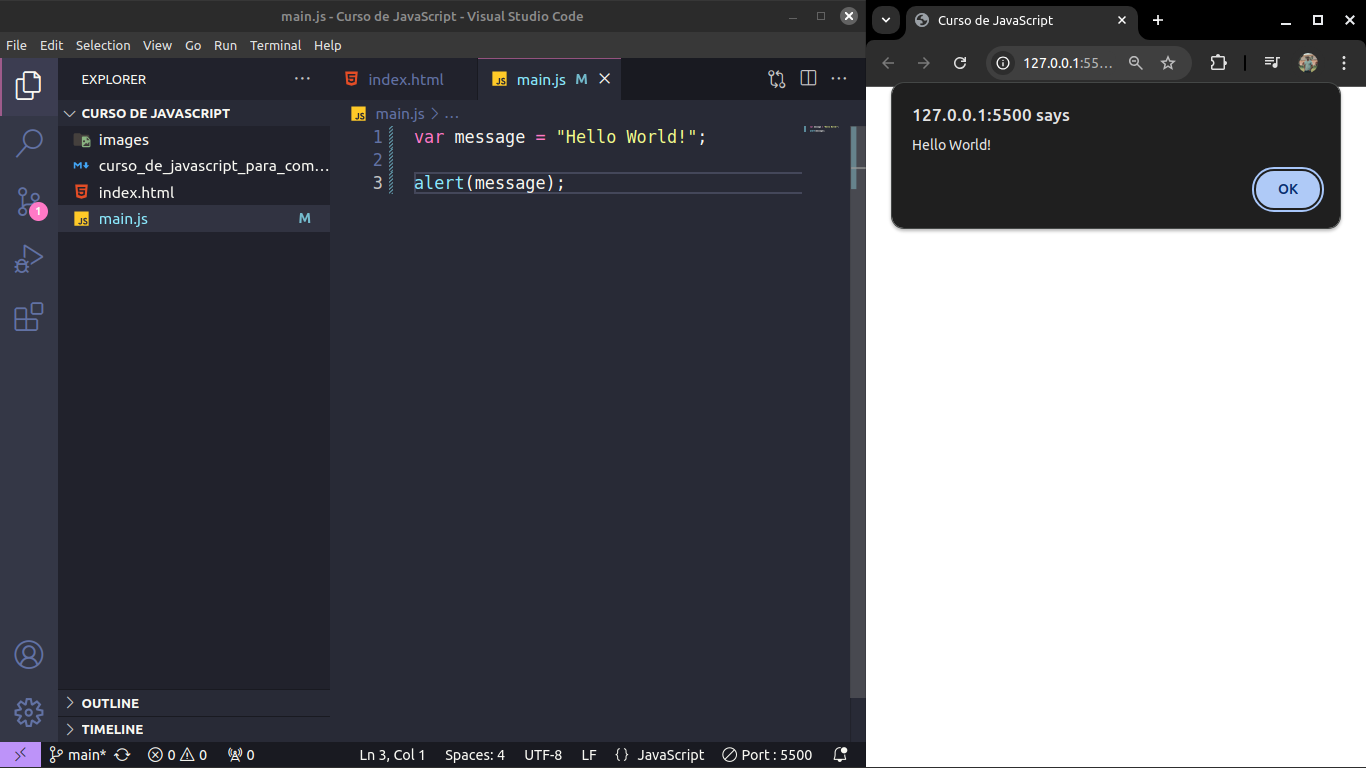 main.js - Curso de JavaScript - Visual Studio Code
File Edit Selection View Go Run Terminal Help
EXPLORER
CURSO DE JAVASCRIPT
images
curso_de_javascript_para_com...
index.html
main.js M
1
OUTLINE
TIMELINE
index.html
JS main.js M
JS main.js > ...
1 var message = "Hello World!";
2
3 alert(message);
main* 0 0 0 Ln 3, Col 1 Spaces: 4 UTF-8 LF {} JavaScript Port : 5500
Curso de JavaScript
127.0.0.1:55...
127.0.0.1:5500 says
Hello World!
OK